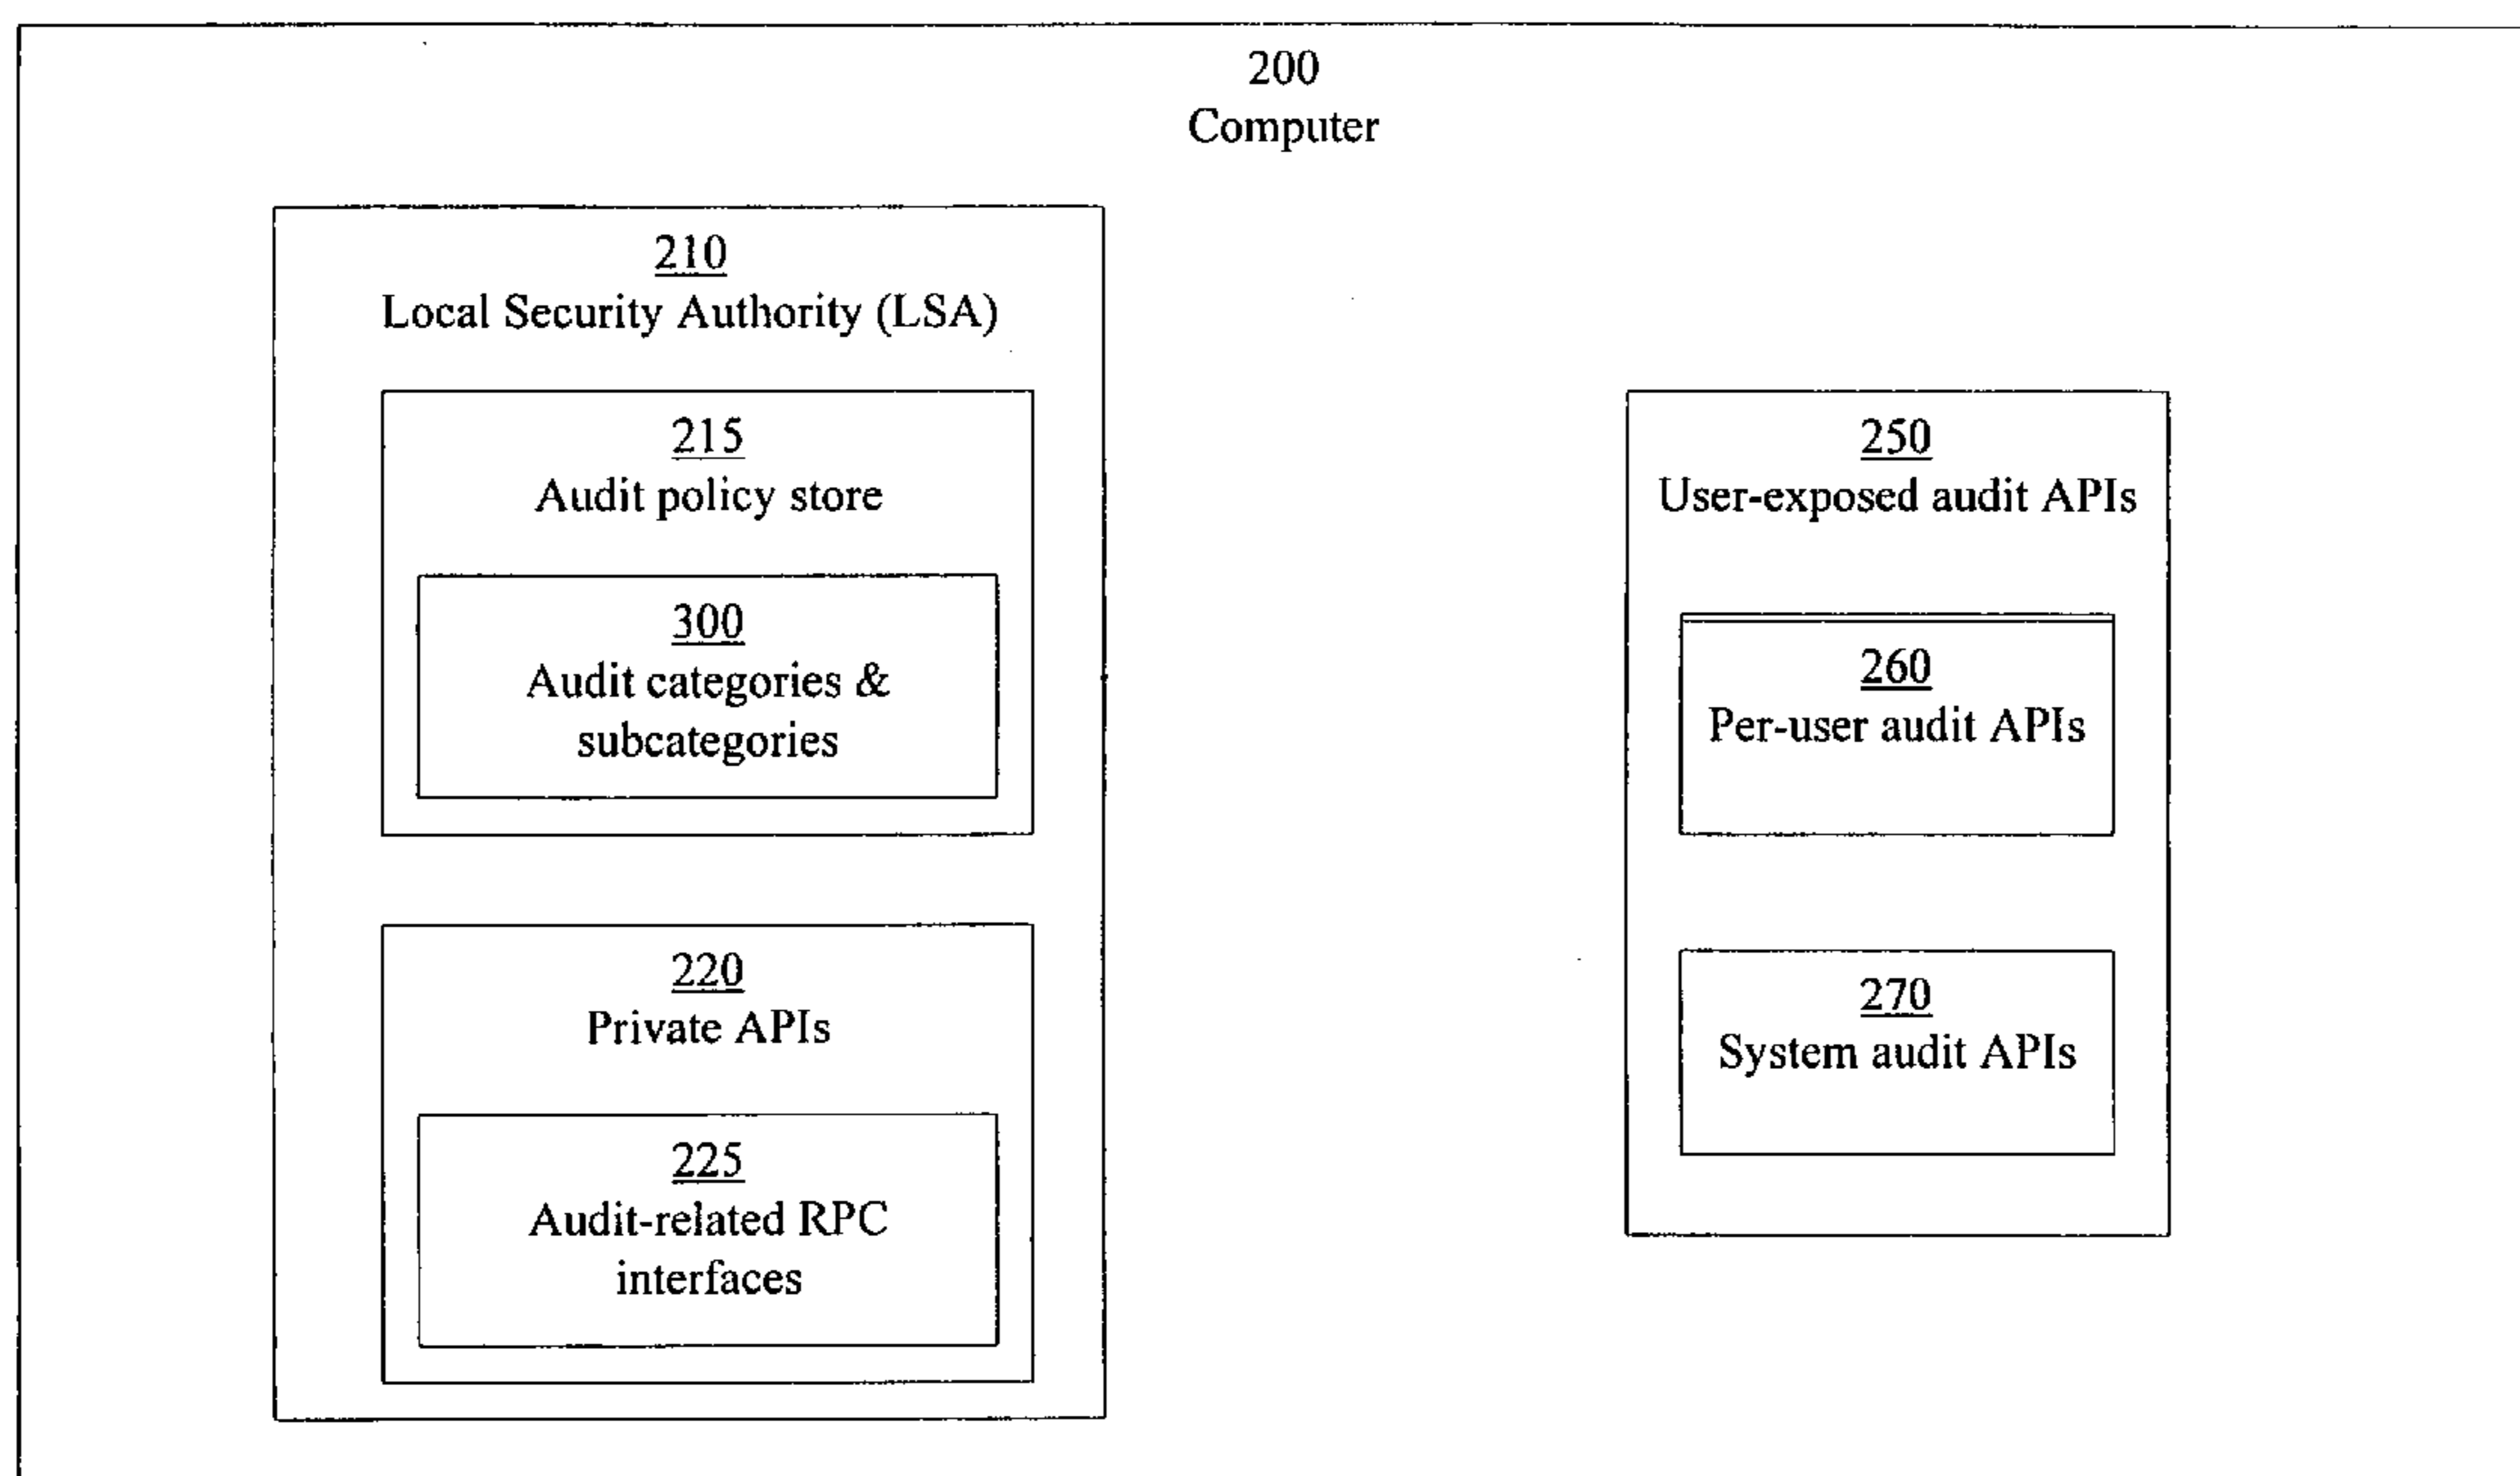 200
Computer
210
Local Security Authority (LSA)
215
Audit policy store
300
Audit categories &
subcategories
220
Private APIs
225
Audit-related RPC
interfaces
250
User-exposed audit APIs
260
Per-user audit APIs
270
System audit APIs